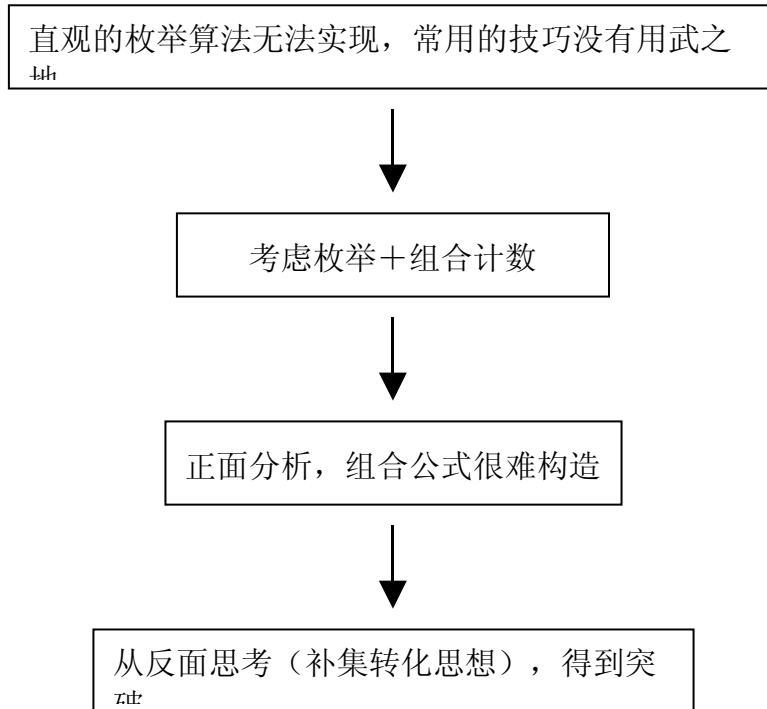 直观的枚举算法无法实现，常用的技巧没有用武之
地
考虑枚举＋组合计数
正面分析，组合公式很难构造
从反面思考（补集转化思想），得到突
破